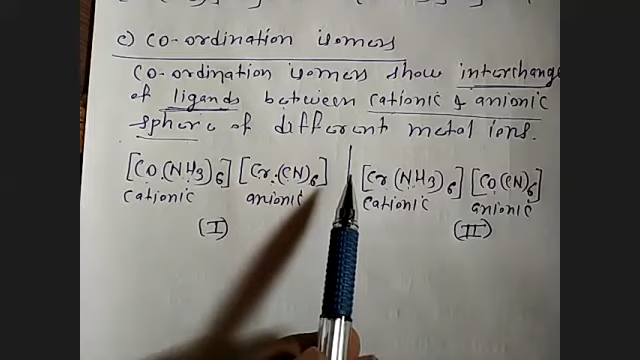 c) Co-ordination isomers
Co-ordination isomers show interchange
of ligands between cationic & anionic
spheric of different metal ions.
[CO(NH3)6] [Cr(CN)6] | [Cr(NH3)6] [CO(CN)6]
cationic anionic cationic anionic
(I) (II)